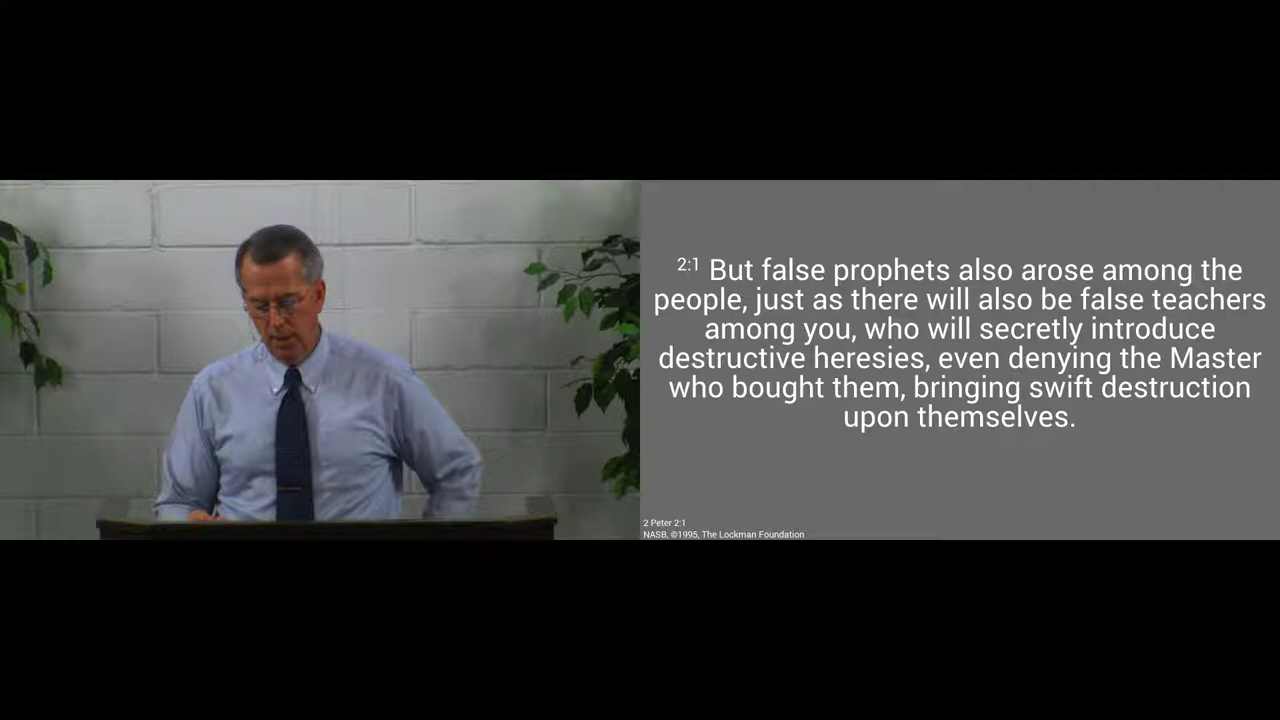 2:1 But false prophets also arose among the
people, just as there will also be false teachers
among you, who will secretly introduce
destructive heresies, even denying the Master
who bought them, bringing swift destruction
upon themselves.
2 Peter 2:1
NASB, ©1995, The Lockman Foundation